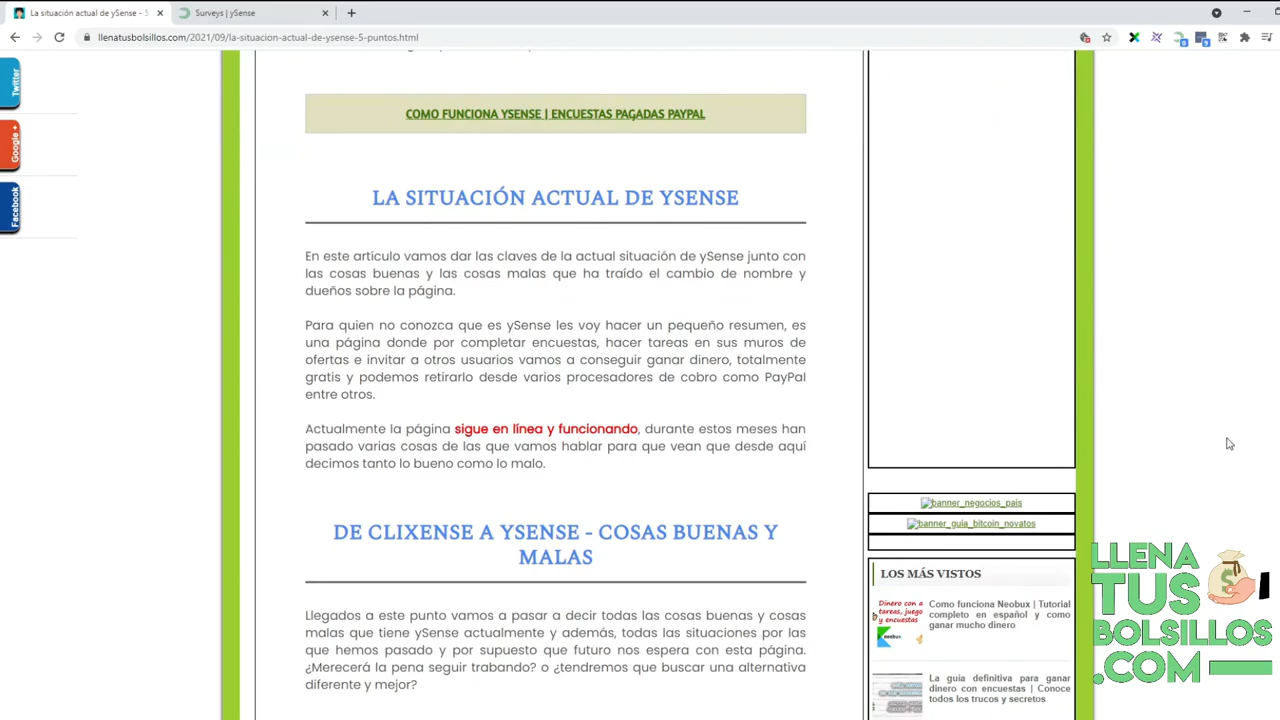 La situación actual de ySense - 5
Surveys | ySense
llenatusbolsillos.com/2021/09/la-situacion-actual-de-ysense-5-puntos.html
Twitter
Google +
Facebook
COMO FUNCIONA YSENSE | ENCUESTAS PAGADAS PAYPAL
LA SITUACIÓN ACTUAL DE YSENSE
En este artículo vamos dar las claves de la actual situación de ySense junto con
las cosas buenas y las cosas malas que ha traído el cambio de nombre y
dueños sobre la página.
Para quien no conozca que es ySense les voy hacer un pequeño resumen, es
una página donde por completar encuestas, hacer tareas en sus muros de
ofertas e invitar a otros usuarios vamos a conseguir ganar dinero, totalmente
gratis y podemos retirarlo desde varios procesadores de cobro como PayPal
entre otros.
Actualmente la página sigue en línea y funcionando, durante estos meses han
pasado varias cosas de las que vamos hablar para que vean que desde aquí
decimos tanto lo bueno como lo malo.
DE CLIXENSE A YSENSE - COSAS BUENAS Y
MALAS
Llegados a este punto vamos a pasar a decir todas las cosas buenas y cosas
malas que tiene ySense actualmente y además, todas las situaciones por las
que hemos pasado y por supuesto que futuro nos espera con esta página.
¿Merecerá la pena seguir trabando? o ¿tendremos que buscar una alternativa
diferente y mejor?
banner_negocios_pais
banner_guia_bitcoin_novatos
LOS MÁS VISTOS
Dinero con
tareas, juego
y encuestas
neobux
Como funciona Neobux | Tutorial
completo en español y como
ganar mucho dinero
La guia definitiva para ganar
dinero con encuestas | Conoce
todos los trucos y secretos
LLENA
TUS
BOLSILLOS
.COM